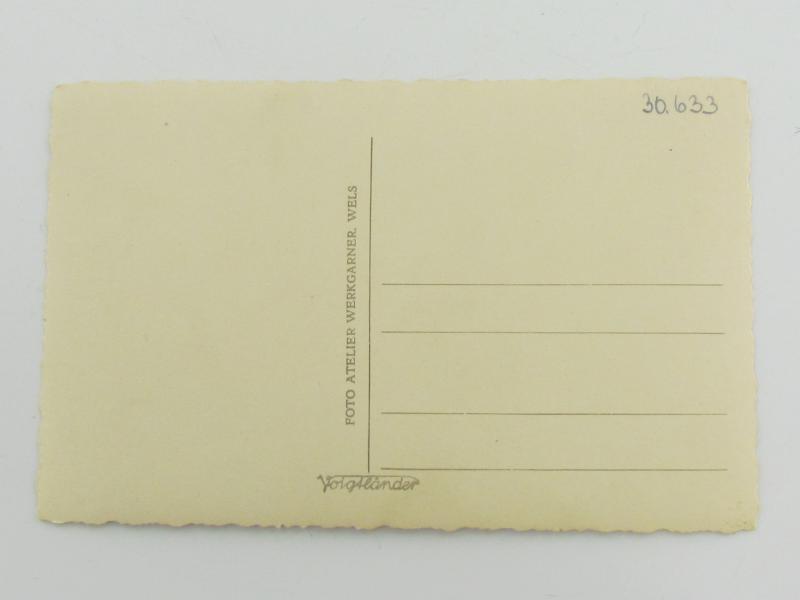 30.633
FOTO ATELIER WERKGARNER. WELS
Voigtländer